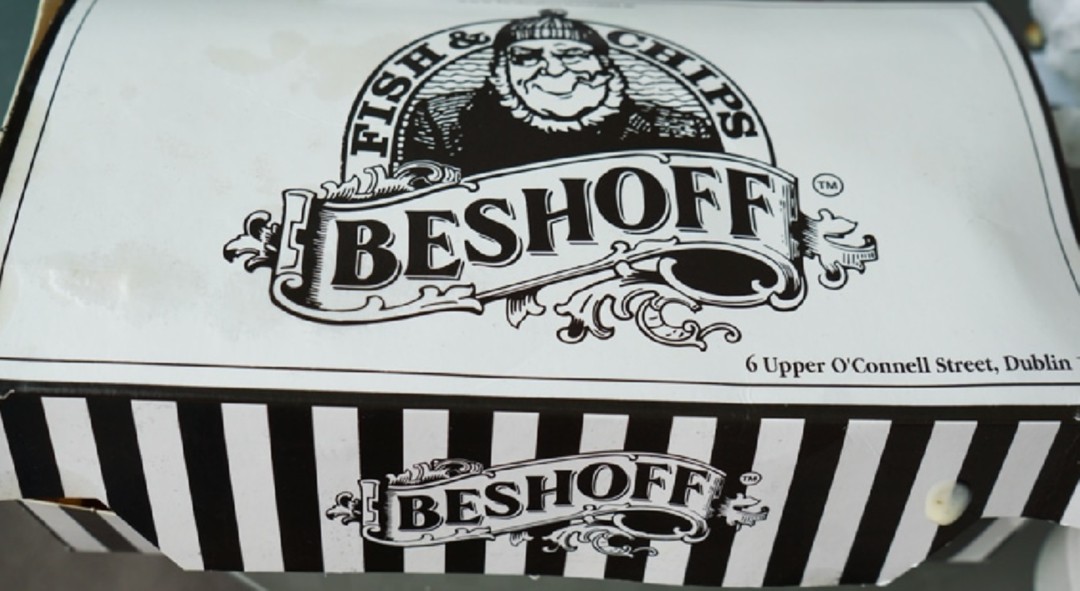 FISH & CHIPS
BESHOFF TM
6 Upper O'Connell Street, Dublin
BESHOFF TM